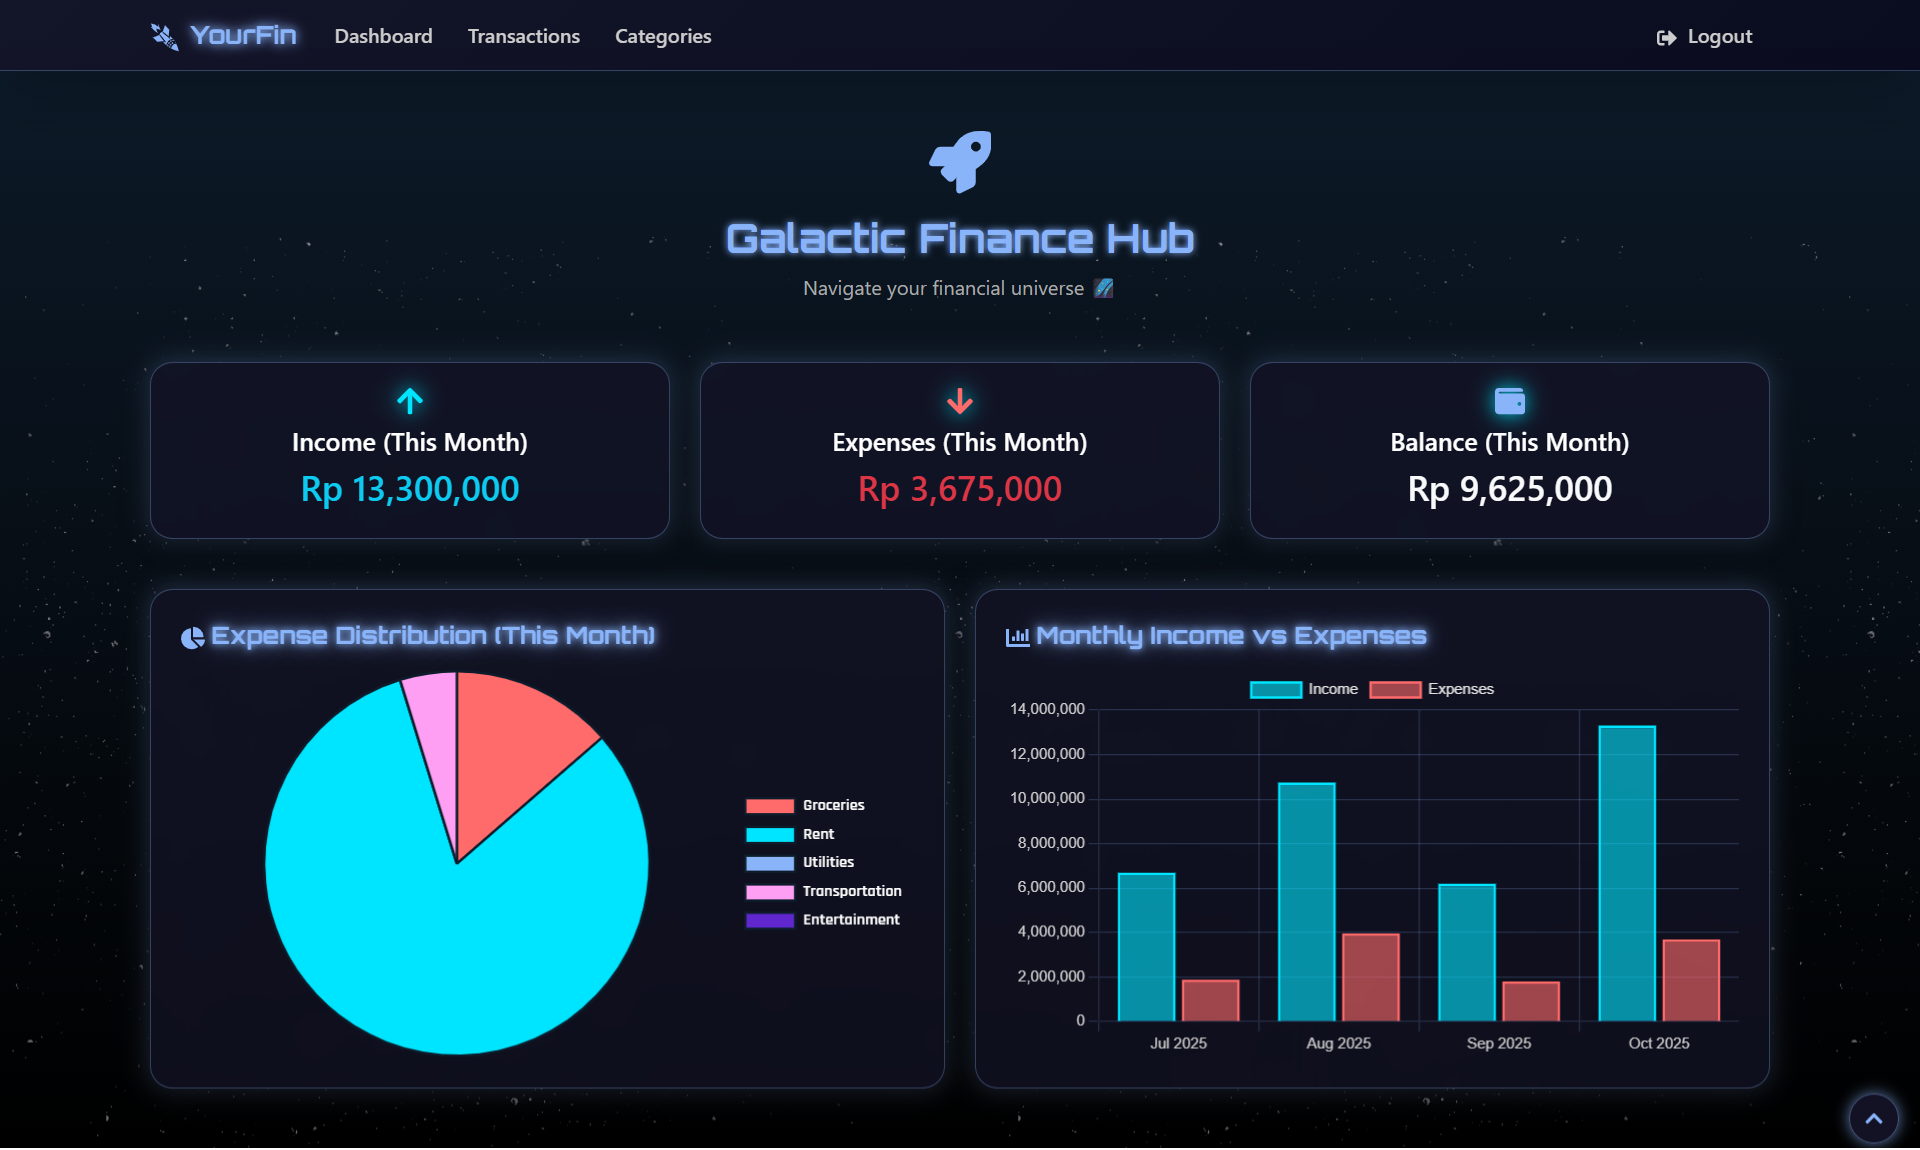 YourFin
Dashboard
Transactions
Categories
Logout
Galactic Finance Hub
Navigate your financial universe 🌌
Income (This Month)
Rp 13,300,000
Expenses (This Month)
Rp 3,675,000
Balance (This Month)
Rp 9,625,000
Expense Distribution (This Month)
Groceries
Rent
Utilities
Transportation
Entertainment
Monthly Income vs Expenses
Income
Expenses
14,000,000
12,000,000
10,000,000
8,000,000
6,000,000
4,000,000
2,000,000
0
Jul 2025
Aug 2025
Sep 2025
Oct 2025